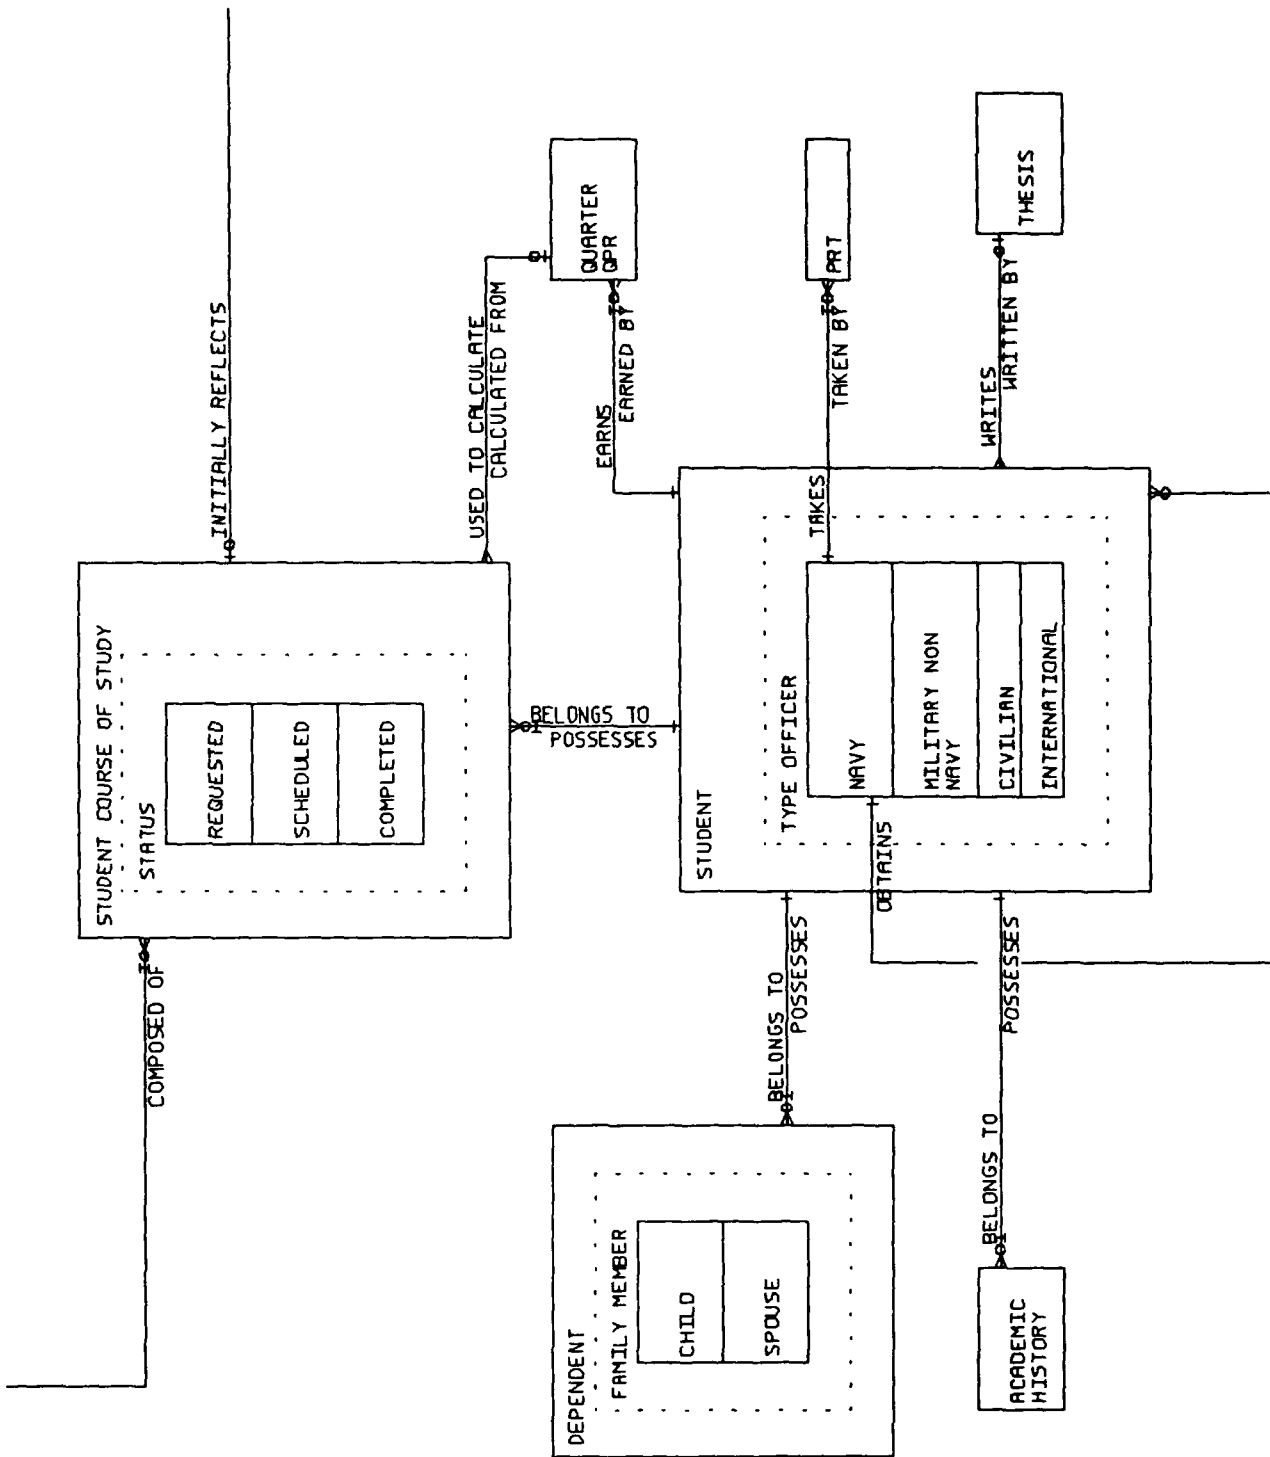 STUDENT COURSE OF STUDY
STATUS
REQUESTED
SCHEDULED
COMPLETED
INITIALLY REFLECTS
COMPOSED OF
USED TO CALCULATE
CALCULATED FROM
QUARTER
QPR
EARNS
EARNED BY
BELONGS TO
POSSESSES
STUDENT
TYPE OFFICER
NAVY
MILITARY NON
NAVY
CIVILIAN
INTERNATIONAL
TAKES
TAKEN BY
PRT
WRITES
WRITTEN BY
THESIS
OBTAINS
BELONGS TO
POSSESSES
DEPENDENT
FAMILY MEMBER
CHILD
SPOUSE
BELONGS TO
POSSESSES
ACADEMIC
HISTORY